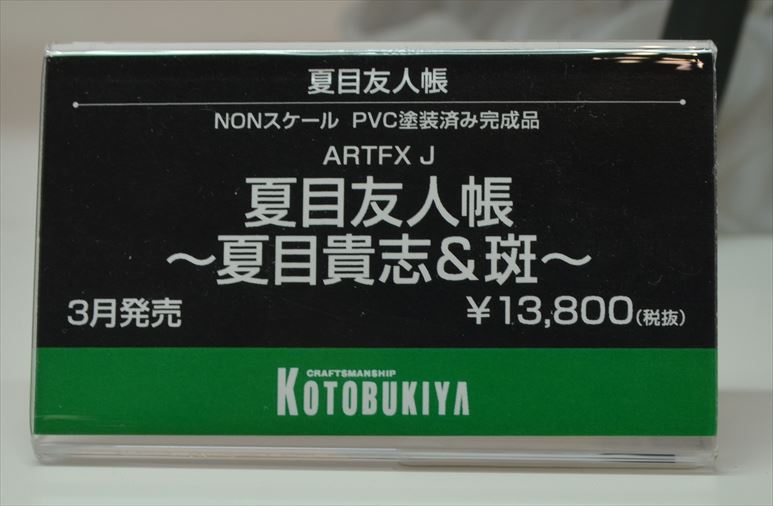 夏目友人帳
NONスケール PVC塗装済み完成品
ARTFX J
夏目友人帳
～夏目貴志＆斑～
3月発売 ￥13,800(税抜)
CRAFTSMANSHIP
KOTOBUKIYA